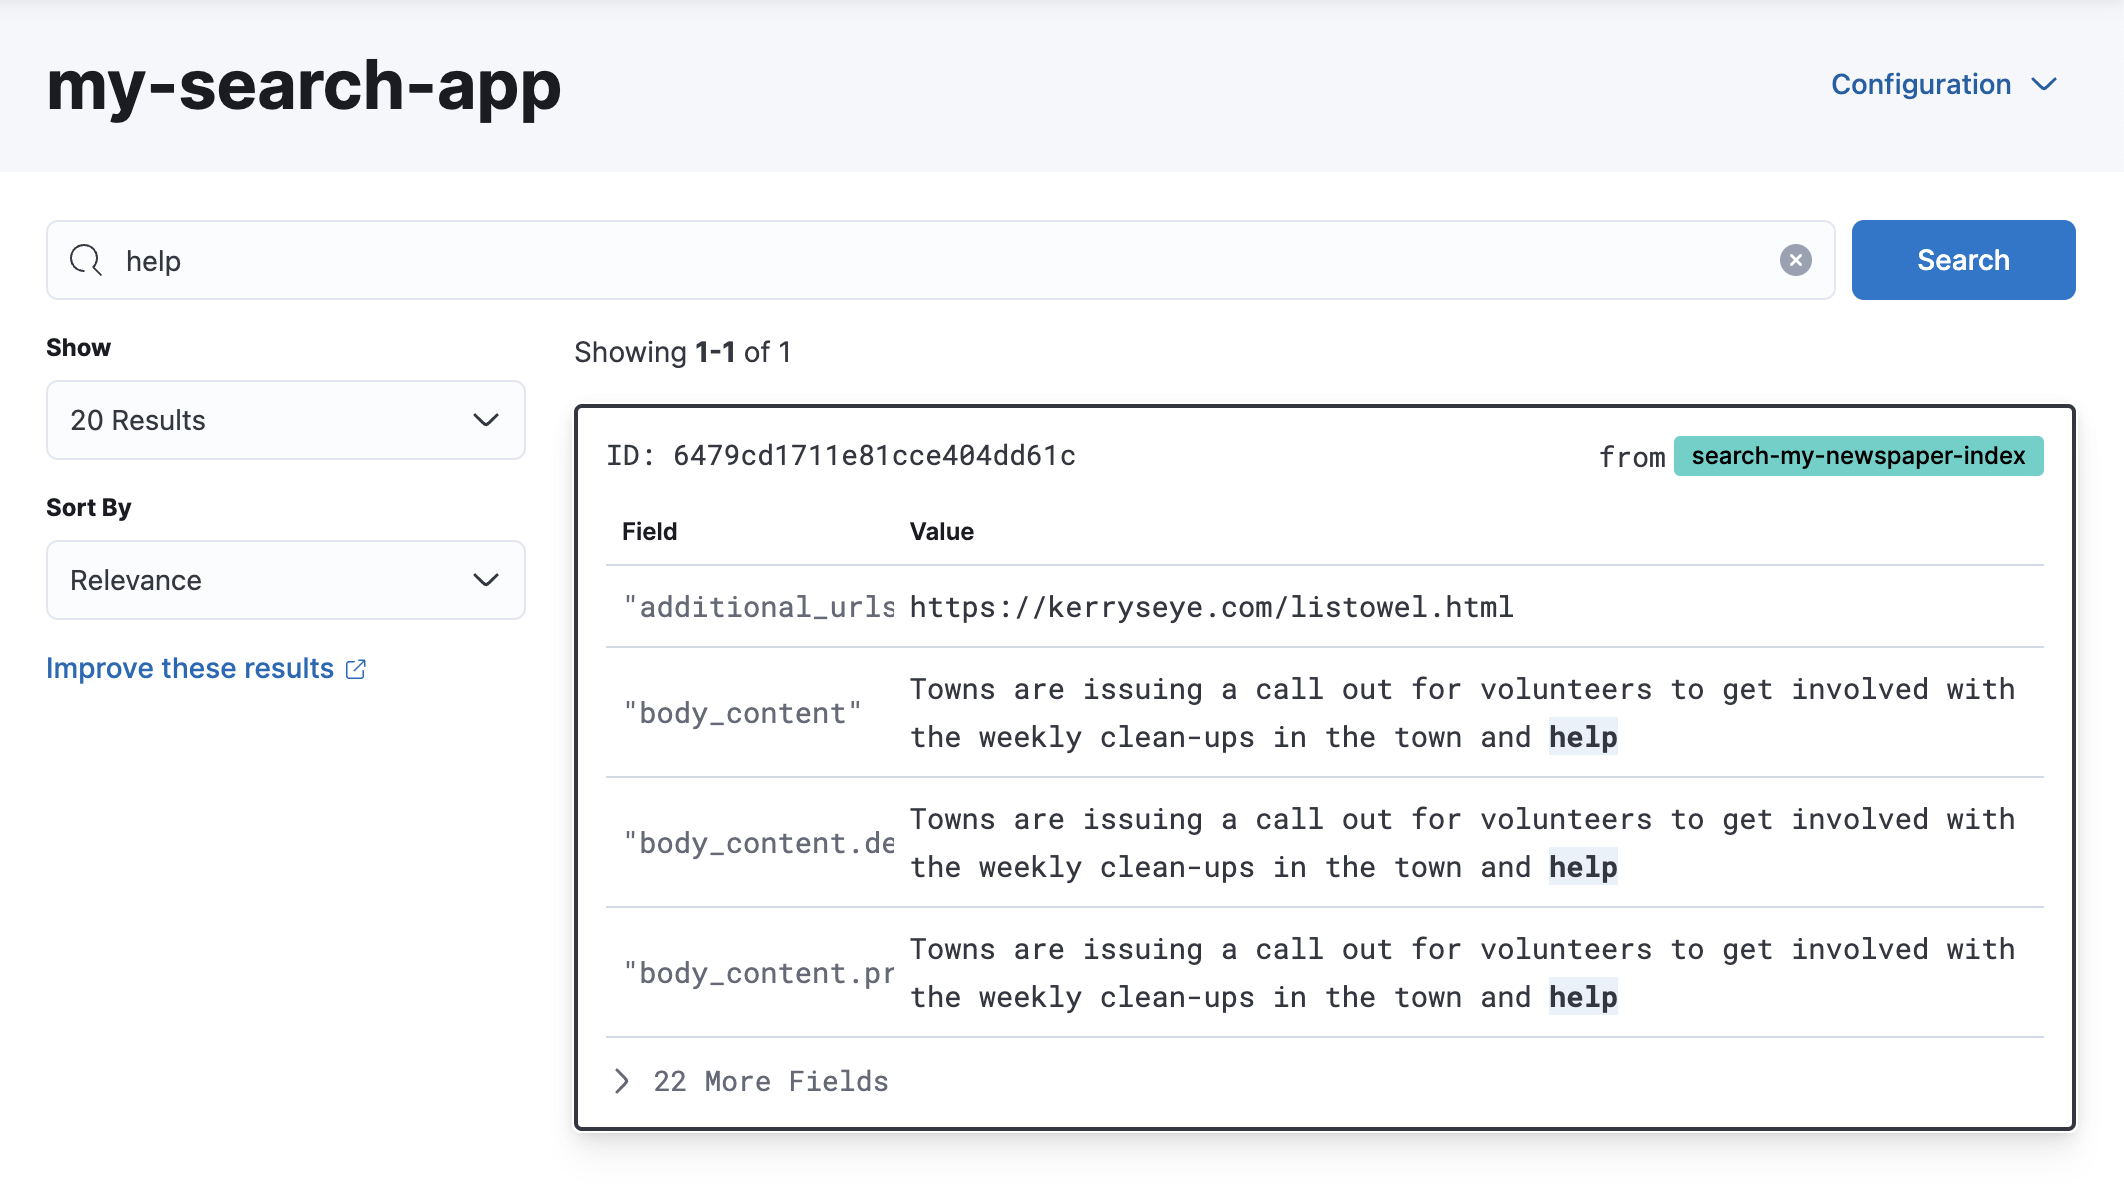 my-search-app
Configuration
help
Search
Show
20 Results
Sort By
Relevance
Improve these results
Showing 1-1 of 1
ID: 6479cd1711e81cce404dd61c
from search-my-newspaper-index
Field Value
"additional_urls https://kerryseye.com/listowel.html
"body_content" Towns are issuing a call out for volunteers to get involved with
the weekly clean-ups in the town and help
"body_content.de Towns are issuing a call out for volunteers to get involved with
the weekly clean-ups in the town and help
"body_content.pr Towns are issuing a call out for volunteers to get involved with
the weekly clean-ups in the town and help
22 More Fields